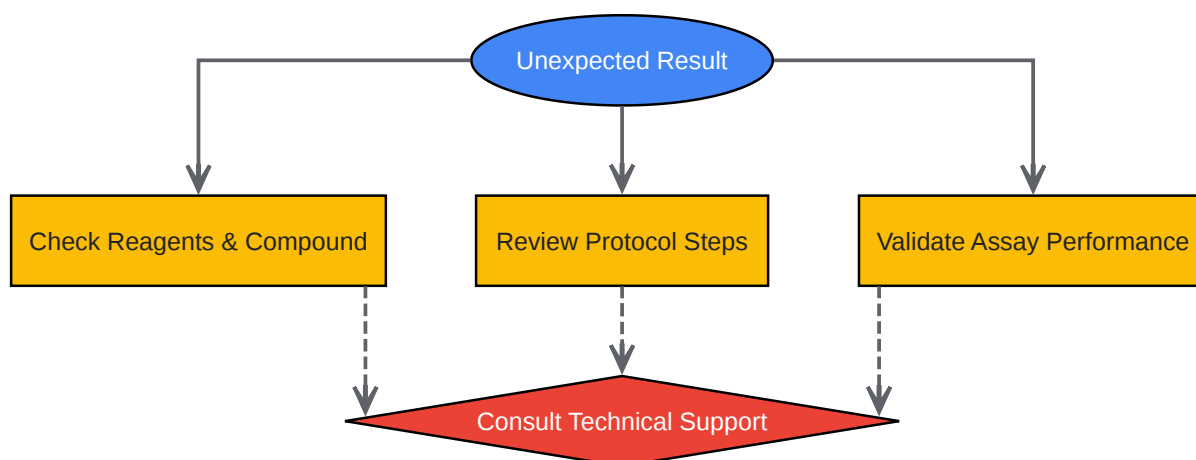 Unexpected Result
Check Reagents & Compound
Review Protocol Steps
Validate Assay Performance
Consult Technical Support